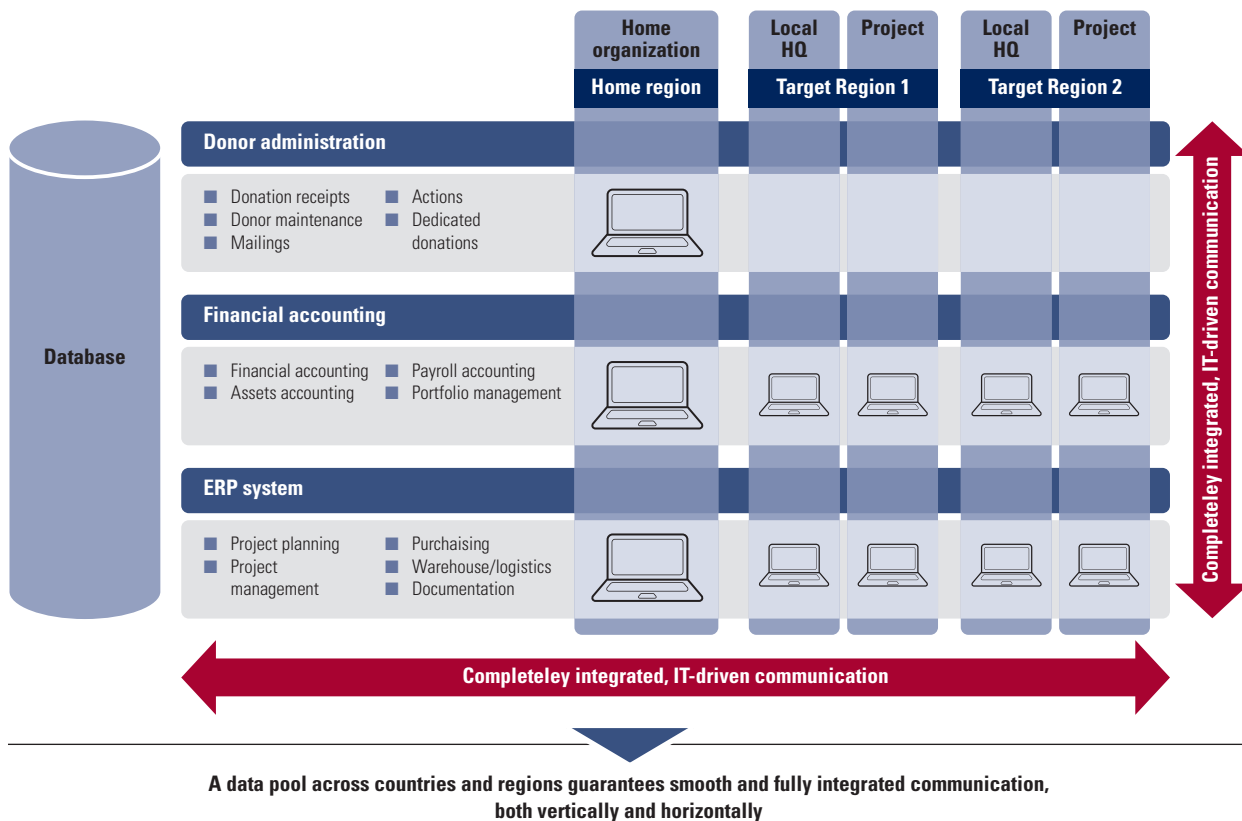 Home
organization
Local
HQ
Project
Local
HQ
Project
Home region
Target Region 1
Target Region 2
Database
Donor administration
Donation receipts
Donor maintenance
Mailings
Actions
Dedicated
donations
Financial accounting
Financial accounting
Assets accounting
Payroll accounting
Portfolio management
ERP system
Project planning
Project
management
Purchaising
Warehouse/logistics
Documentation
Completeley integrated, IT-driven communication
Completeley integrated, IT-driven communication
A data pool across countries and regions guarantees smooth and fully integrated communication,
both vertically and horizontally